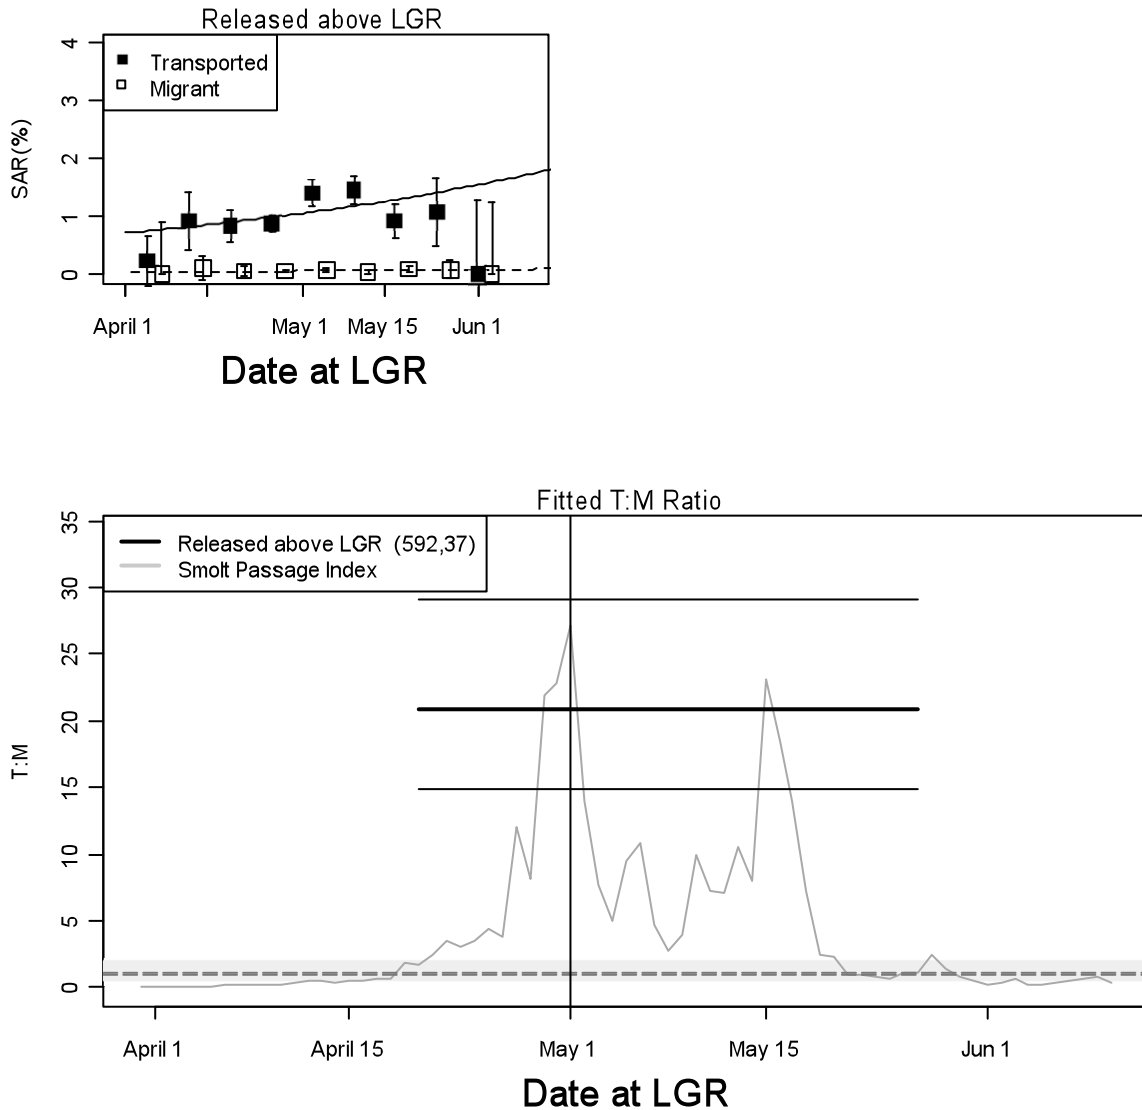 Released above LGR
4
3
2
1
0
SAR(%)
Transported
Migrant
April 1
May 1
May 15
Jun 1
Date at LGR
Fitted T:M Ratio
35
30
25
20
15
10
5
0
T:M
Released above LGR (592,37)
Smolt Passage Index
April 1
April 15
May 1
May 15
Jun 1
Date at LGR